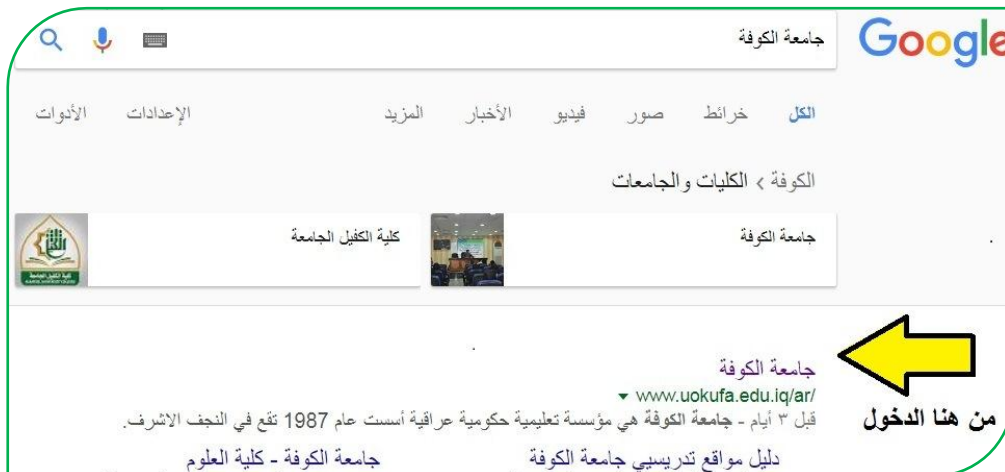 Google جامعة الكوفة
الكل خرائط صور فيديو الأخبار المزيد الإعدادات الأدوات
الكوفة › الكليات والجامعات
جامعة الكوفة كلية الكفيل الجامعة
جامعة الكوفة
www.uokufa.edu.iq/ar/
من هنا الدخول
قبل ٣ أيام - جامعة الكوفة هي مؤسسة تعليمية حكومية عراقية أسست عام 1987 تقع في النجف الاشرف.
دليل مواقع تدريسيي جامعة الكوفة جامعة الكوفة - كلية العلوم